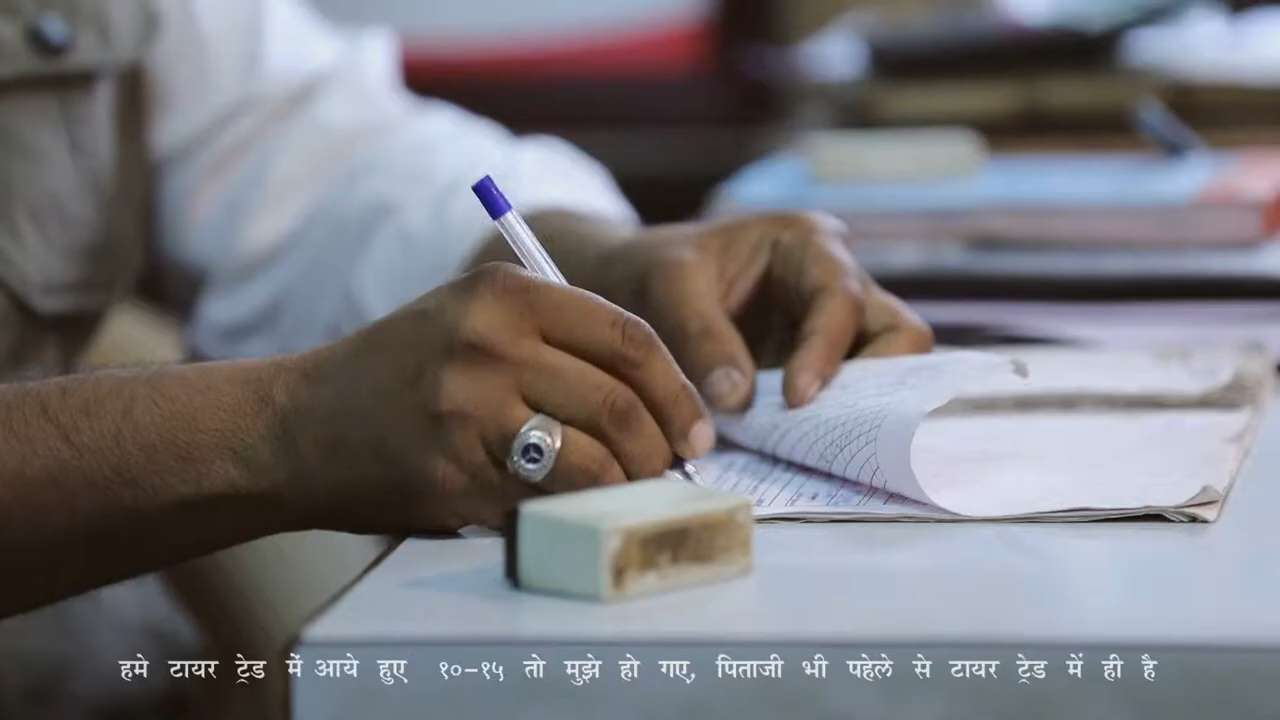 हमे टायर ट्रेड में आये हुए १०-१५ तो मुझे हो गए, पिताजी भी पहेले से टायर ट्रेड में ही है